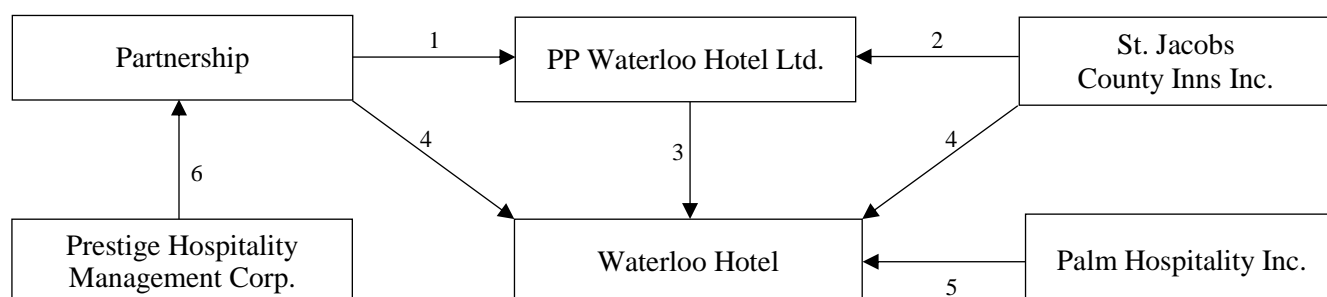 Partnership
1
PP Waterloo Hotel Ltd.
2
St. Jacobs
County Inns Inc.
4
3
4
6
Prestige Hospitality
Management Corp.
Waterloo Hotel
5
Palm Hospitality Inc.